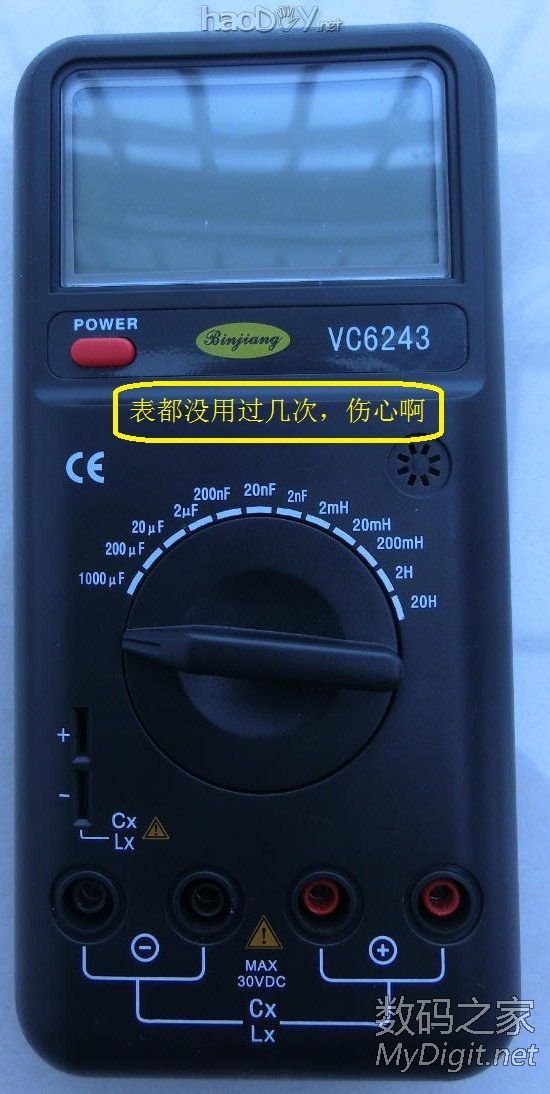 haoDIY.net
POWER
Binjiang
VC6243
表都没用过几次，伤心啊
CE
1000μF
200μF
20μF
2μF
200nF
20nF
2nF
2mH
20mH
200mH
2H
20H
+
−
Cx
Lx
−
+
MAX
30VDC
Cx
Lx
数码之家
MyDigit.net